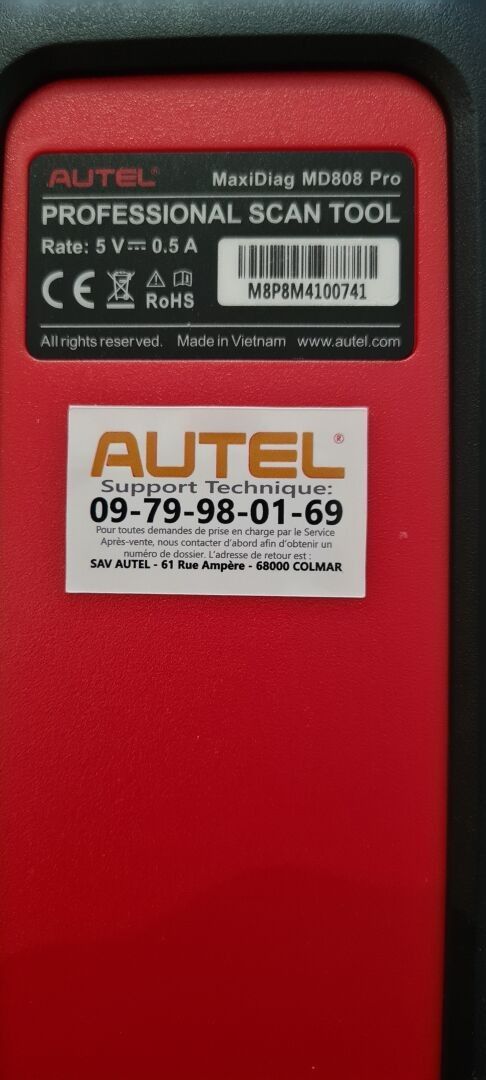 AUTEL® MaxiDiag MD808 Pro
PROFESSIONAL SCAN TOOL
Rate: 5 V⎓ 0.5 A
M8P8M4100741
CE RoHS
All rights reserved. Made in Vietnam www.autel.com
AUTEL®
Support Technique:
09-79-98-01-69
Pour toutes demandes de prise en charge par le Service
Après-vente, nous contacter d'abord afin d'obtenir un
numéro de dossier. L'adresse de retour est :
SAV AUTEL - 61 Rue Ampère - 68000 COLMAR